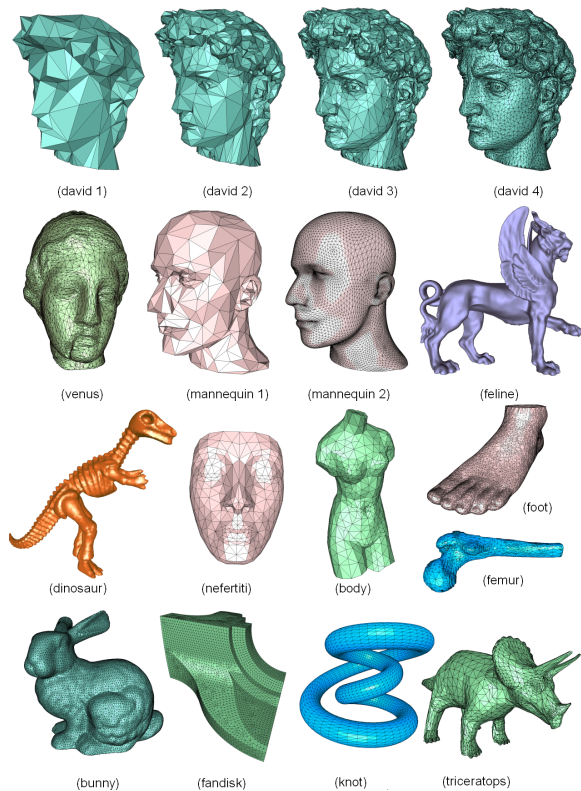 (david 1)
(david 2)
(david 3)
(david 4)
(venus)
(mannequin 1)
(mannequin 2)
(feline)
(foot)
(dinosaur)
(nefertiti)
(body)
(femur)
(bunny)
(fandisk)
(knot)
(triceratops)